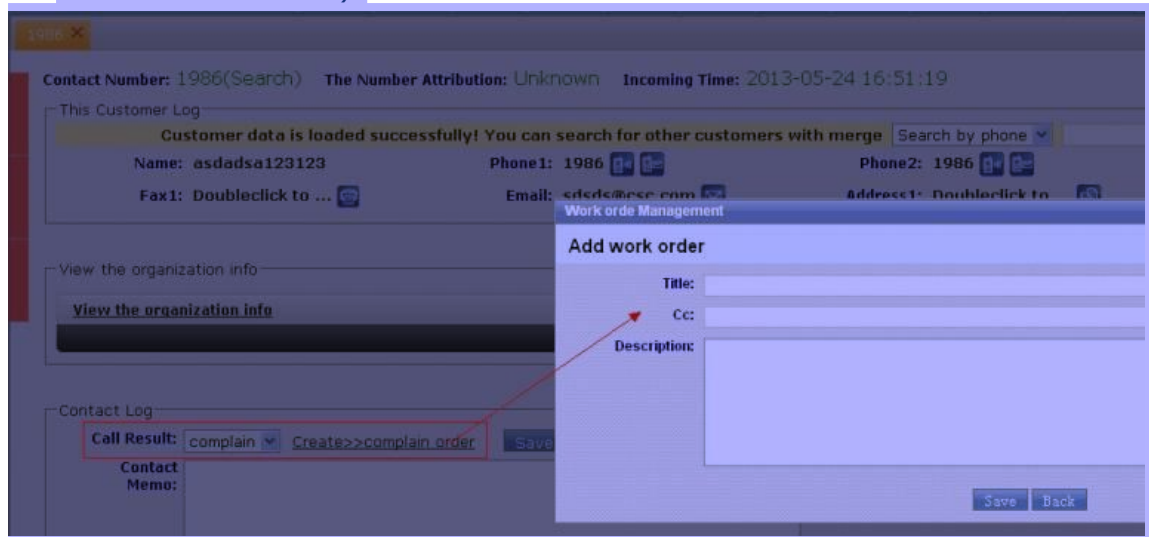 1986
Contact Number: 1986(Search) The Number Attribution: Unknown Incoming Time: 2013-05-24 16:51:19
This Customer Log
Customer data is loaded successfully! You can search for other customers with merge Search by phone
Name: asdadsa123123 Phone1: 1986 Phone2: 1986
Fax1: Doubleclick to ... Email: sdsds@csc.com Address1: Doubleclick to
Work orde Management
Add work order
View the organization info
Title:
View the organization info
Cc:
Description:
Contact Log
Call Result: complain Create>>complain order Save
Contact
Memo:
Save Back